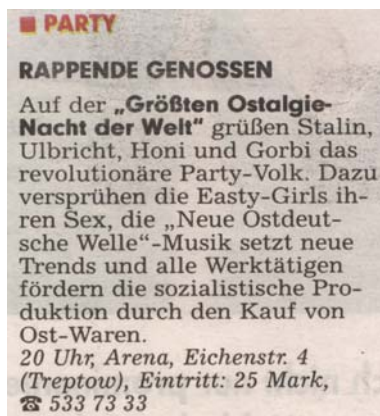 PARTY
RAPPENDE GENOSSEN
Auf der „Größten Ostalgie-
Nacht der Welt“ grüßen Stalin,
Ulbricht, Honi und Gorbi das
revolutionäre Party-Volk. Dazu
versprühen die Easty-Girls ih-
ren Sex, die „Neue Ostdeut-
sche Welle“-Musik setzt neue
Trends und alle Werktätigen
fördern die sozialistische Pro-
duktion durch den Kauf von
Ost-Waren.
20 Uhr, Arena, Eichenstr. 4
(Treptow), Eintritt: 25 Mark,
☎ 533 73 33